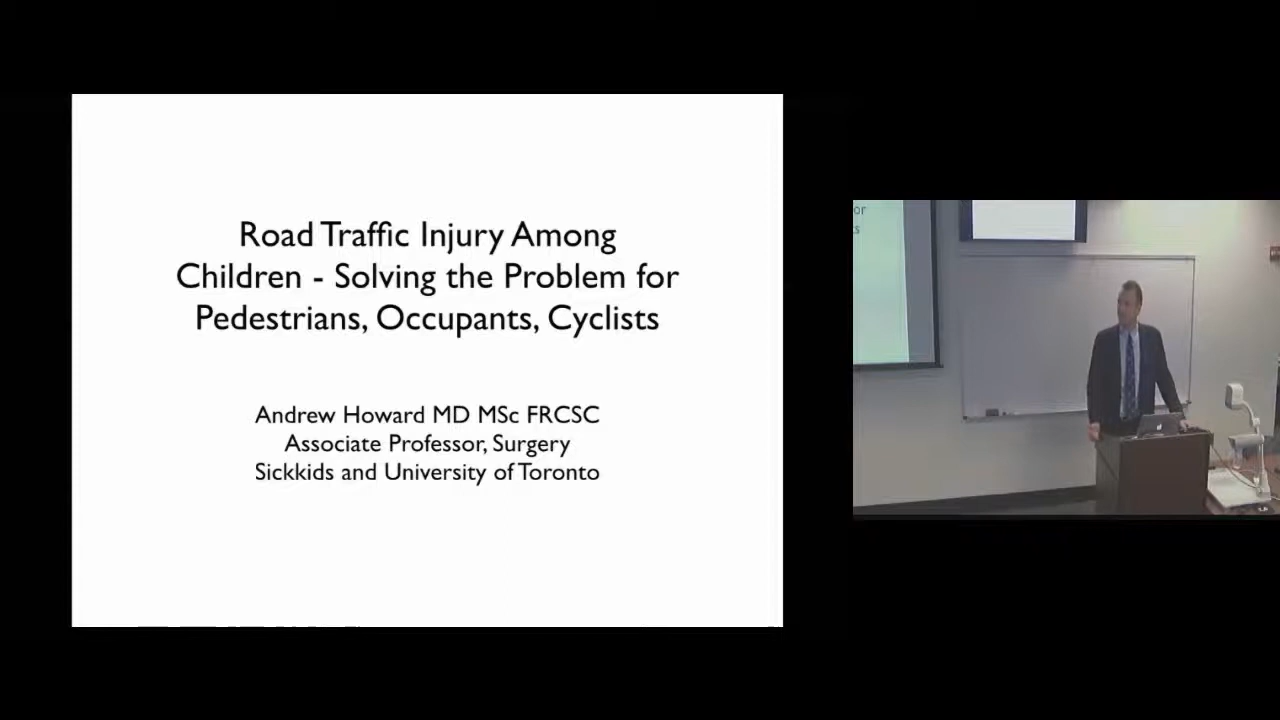 Road Traffic Injury Among
Children - Solving the Problem for
Pedestrians, Occupants, Cyclists
Andrew Howard MD MSc FRCSC
Associate Professor, Surgery
Sickkids and University of Toronto
or
s